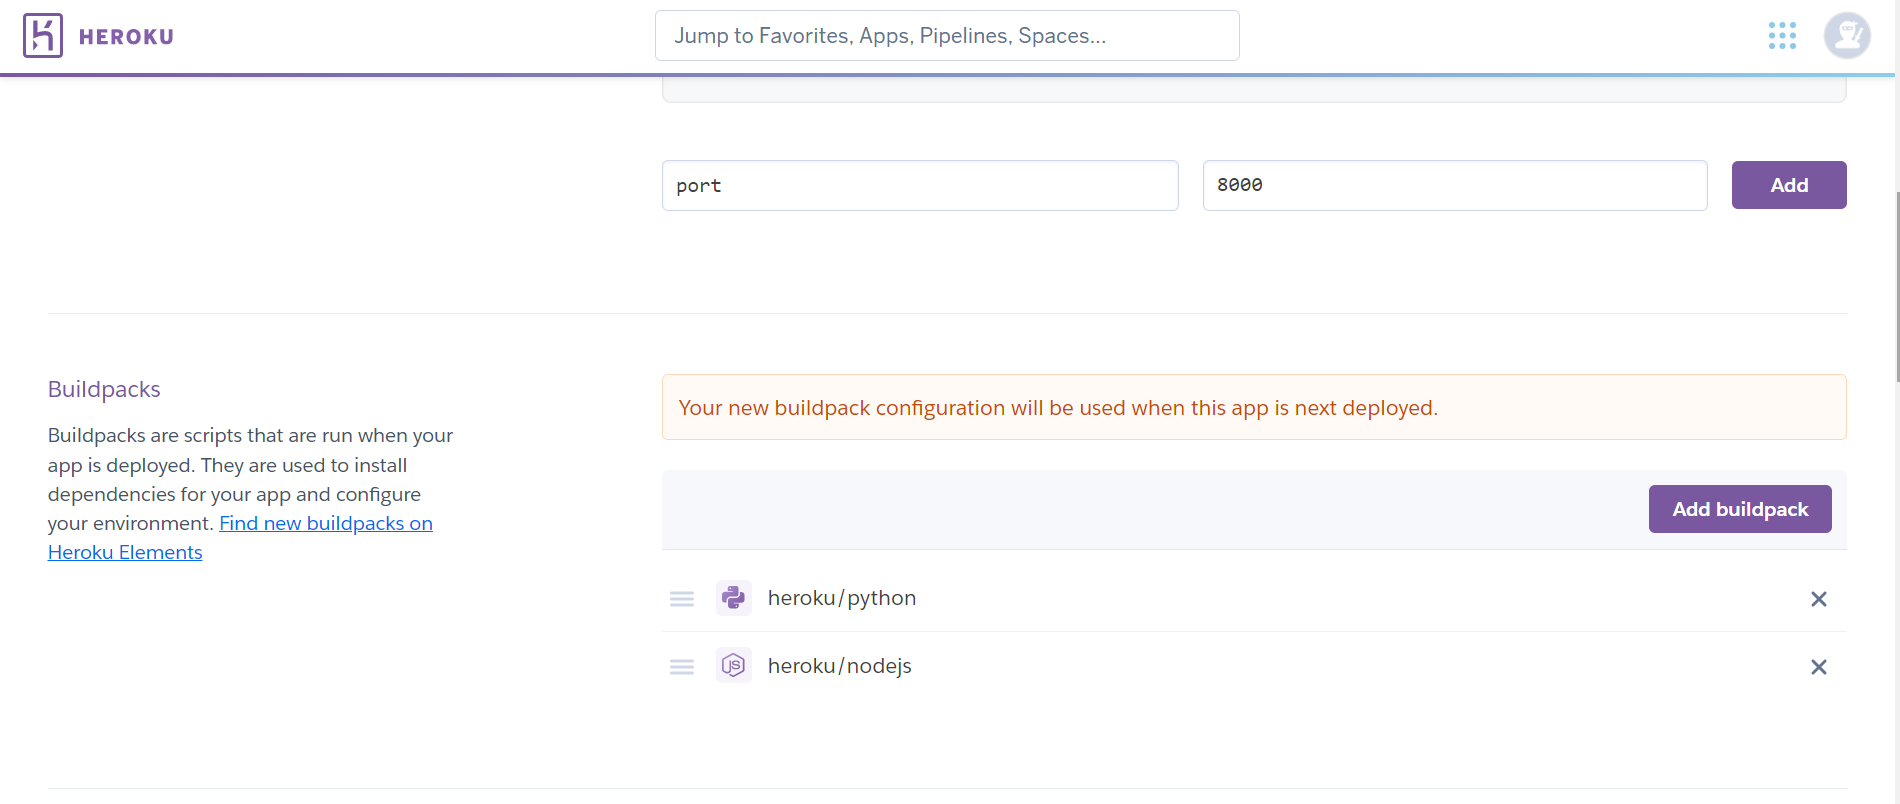 HEROKU
Jump to Favorites, Apps, Pipelines, Spaces...
port
8000
Add
Buildpacks
Buildpacks are scripts that are run when your
app is deployed. They are used to install
dependencies for your app and configure
your environment. Find new buildpacks on
Heroku Elements
Your new buildpack configuration will be used when this app is next deployed.
Add buildpack
heroku/python
JS
heroku/nodejs